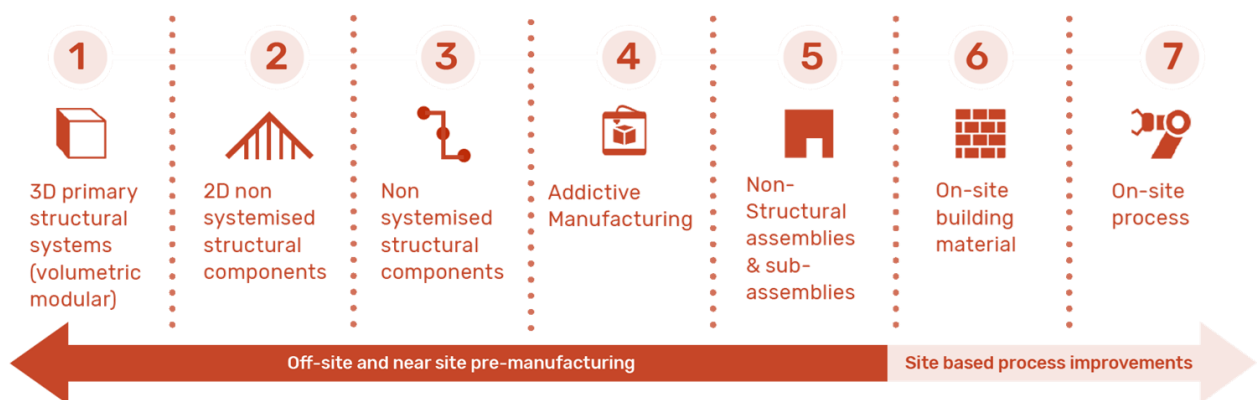 1
3D primary
structural
systems
(volumetric
modular)
2
2D non
systemised
structural
components
3
Non
systemised
structural
components
4
Addictive
Manufacturing
5
Non-
Structural
assemblies
& sub-
assemblies
6
On-site
building
material
7
On-site
process
Off-site and near site pre-manufacturing
Site based process improvements